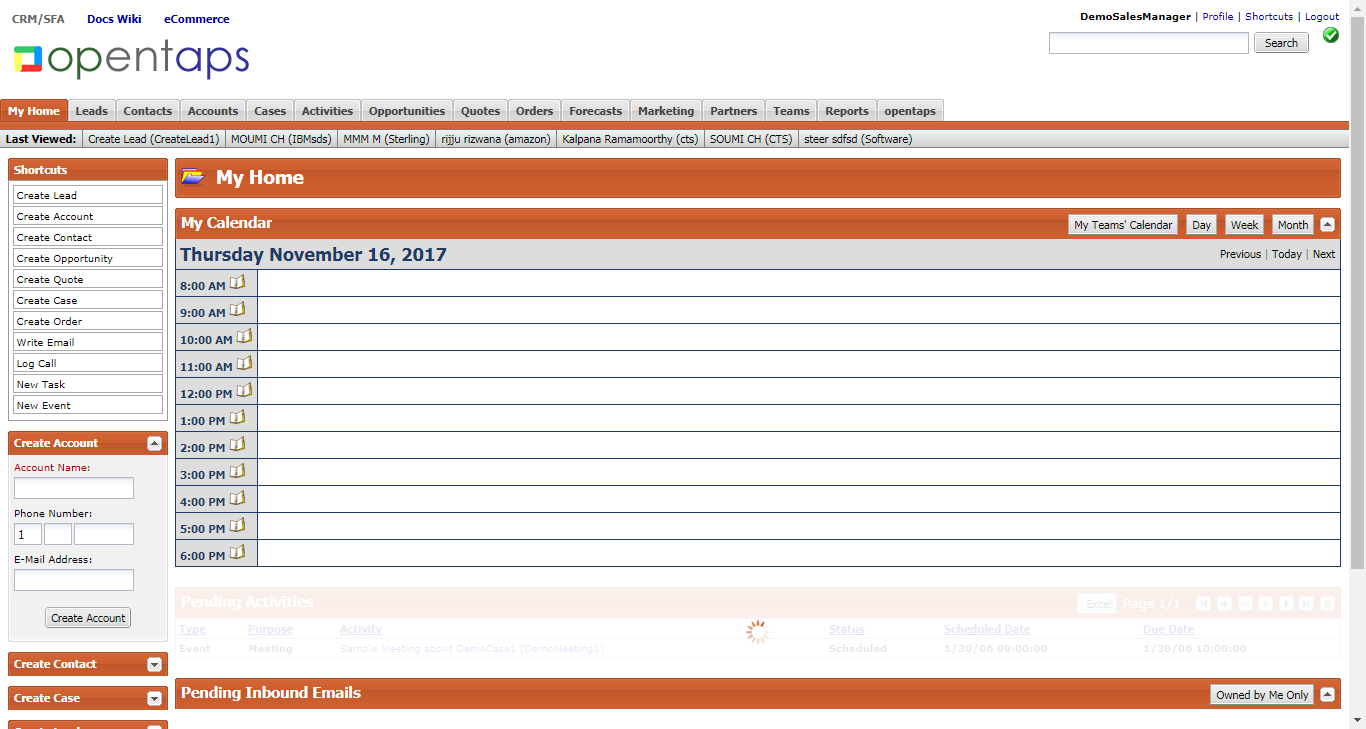 CRM/SFA Docs Wiki eCommerce
DemoSalesManager | Profile | Shortcuts | Logout
opentaps
Search
My Home Leads Contacts Accounts Cases Activities Opportunities Quotes Orders Forecasts Marketing Partners Teams Reports opentaps
Last Viewed: Create Lead (CreateLead1) MOUMI CH (IBMsds) MMM M (Sterling) rijju rizwana (amazon) Kalpana Ramamoorthy (cts) SOUMI CH (CTS) steer sdfsd (Software)
Shortcuts
Create Lead
Create Account
Create Contact
Create Opportunity
Create Quote
Create Case
Create Order
Write Email
Log Call
New Task
New Event
Create Account
Account Name:
Phone Number:
1
E-Mail Address:
Create Account
Create Contact
Create Case
My Home
My Calendar My Teams' Calendar Day Week Month
Thursday November 16, 2017 Previous | Today | Next
8:00 AM
9:00 AM
10:00 AM
11:00 AM
12:00 PM
1:00 PM
2:00 PM
3:00 PM
4:00 PM
5:00 PM
6:00 PM
Pending Activities Excel Page 1/1
Type Purpose Activity Status Scheduled Date Due Date
Event Meeting Sample Meeting about DemoCase1 (DemoMeeting1) Scheduled 1/30/06 09:00:00 1/30/06 10:00:00
Pending Inbound Emails Owned by Me Only